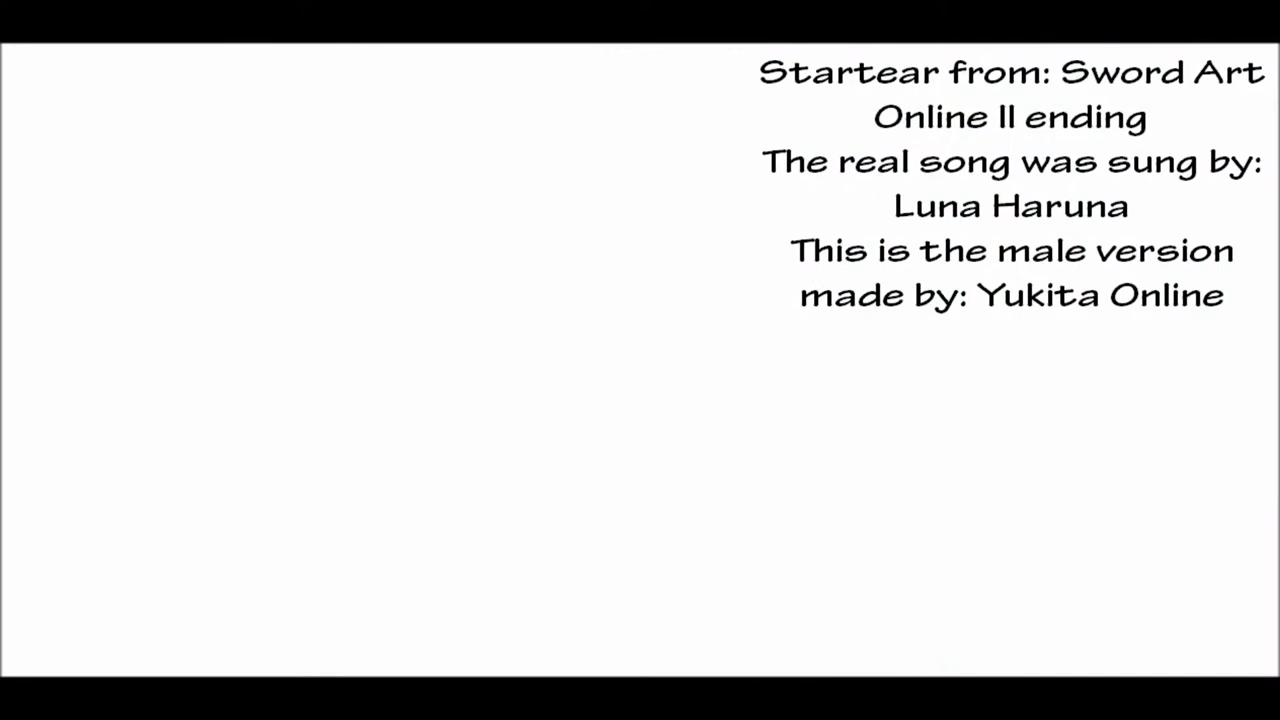 Startear from: Sword Art
Online ll ending
The real song was sung by:
Luna Haruna
This is the male version
made by: Yukita Online